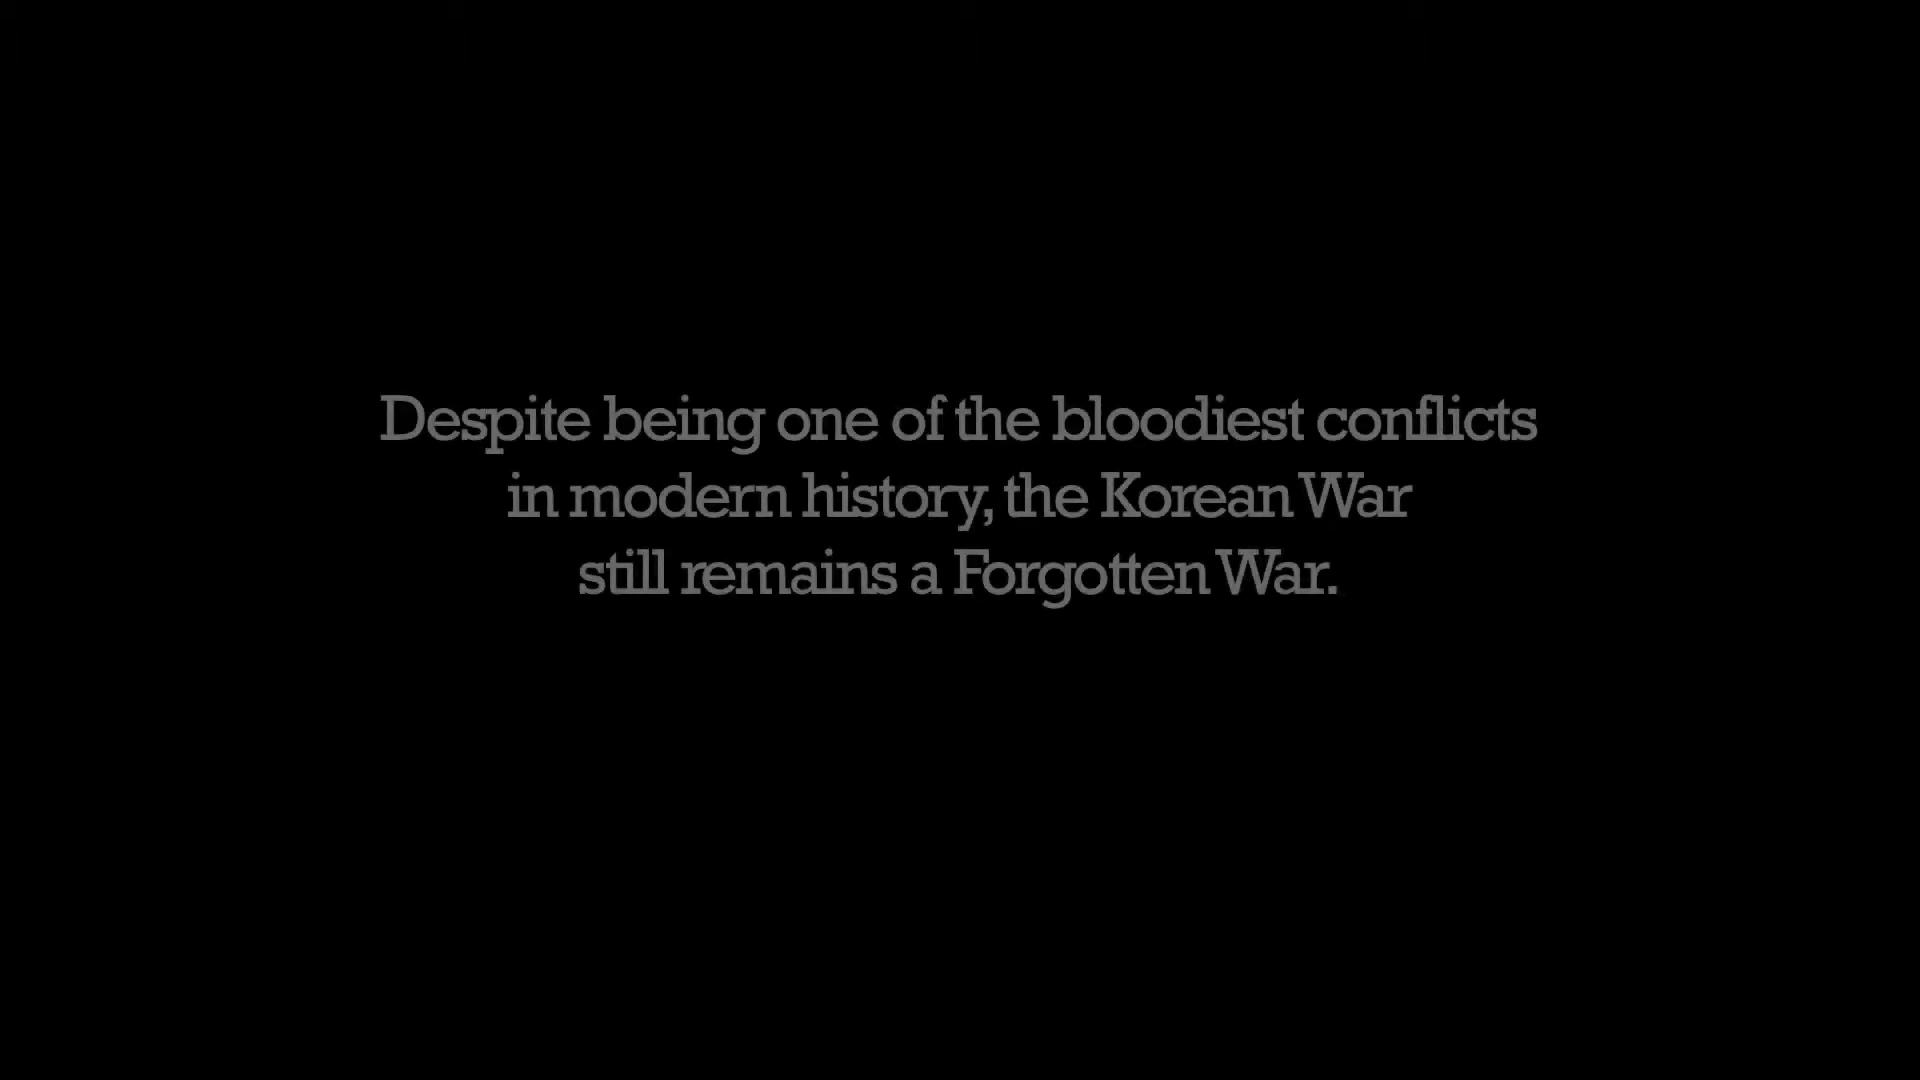 Despite being one of the bloodiest conflicts
in modern history, the Korean War
still remains a Forgotten War.